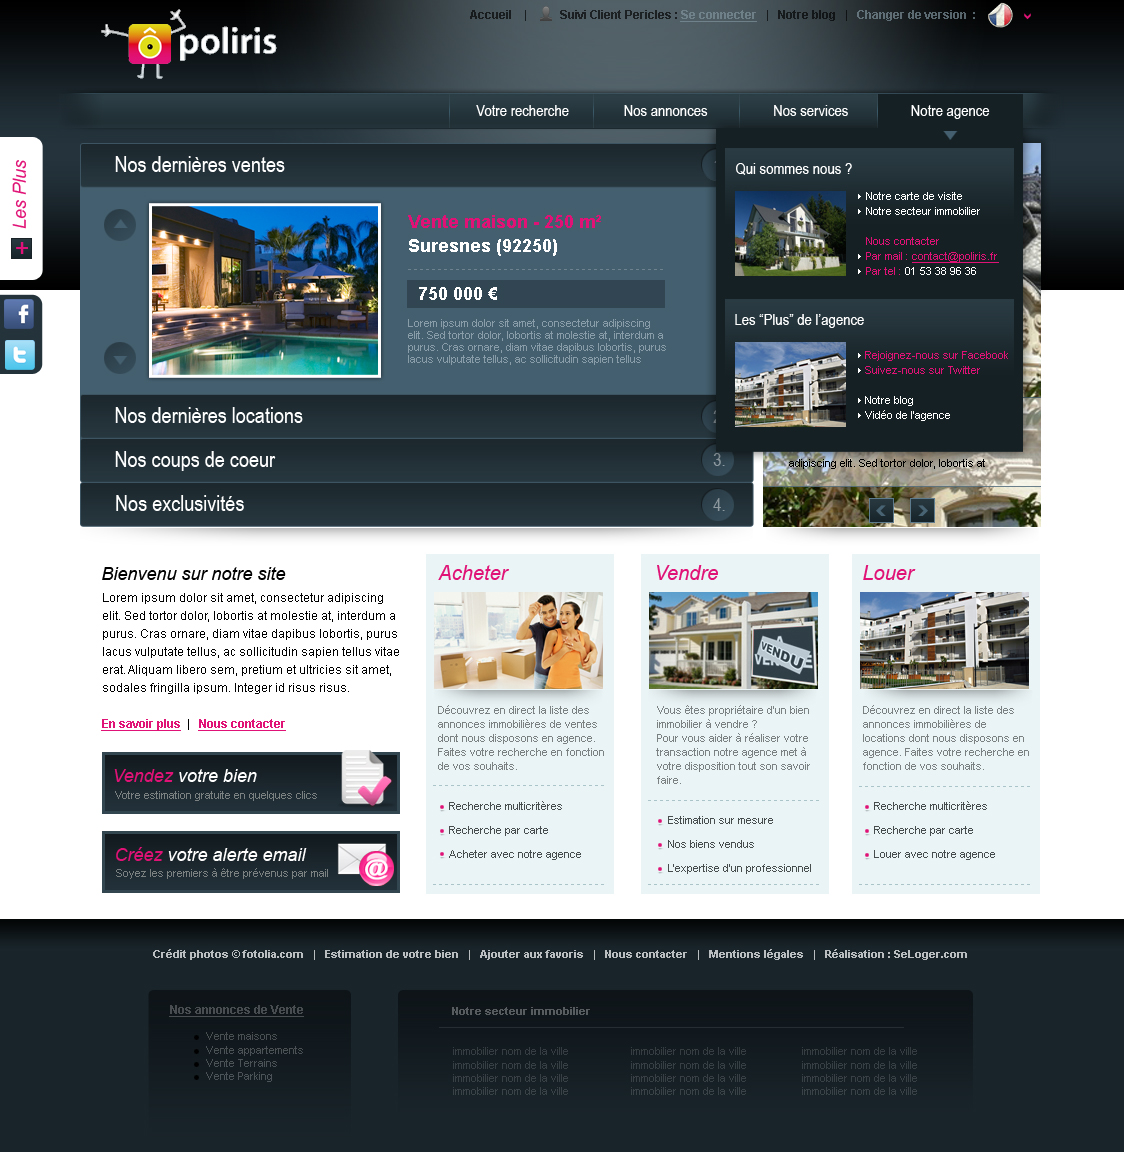 Accueil | Suivi Client Pericles : Se connecter | Notre blog | Changer de version :
poliris
Votre recherche
Nos annonces
Nos services
Notre agence
Les Plus
Nos dernières ventes
Vente maison - 250 m²
Suresnes (92250)
750 000 €
Lorem ipsum dolor sit amet, consectetur adipiscing
elit. Sed tortor dolor, lobortis at molestie at, interdum a
purus. Cras ornare, diam vitae dapibus lobortis, purus
lacus vulputate tellus, ac sollicitudin sapien tellus
Nos dernières locations
Nos coups de coeur
3.
Nos exclusivités
4.
Qui sommes nous ?
Notre carte de visite
Notre secteur immobilier
Nous contacter
Par mail : contact@poliris.fr
Par tel : 01 53 38 96 36
Les “Plus” de l’agence
Rejoignez-nous sur Facebook
Suivez-nous sur Twitter
Notre blog
Vidéo de l'agence
adipiscing elit. Sed tortor dolor, lobortis at
Bienvenu sur notre site
Lorem ipsum dolor sit amet, consectetur adipiscing
elit. Sed tortor dolor, lobortis at molestie at, interdum a
purus. Cras ornare, diam vitae dapibus lobortis, purus
lacus vulputate tellus, ac sollicitudin sapien tellus vitae
erat. Aliquam libero sem, pretium et ultricies sit amet,
sodales fringilla ipsum. Integer id risus risus.
En savoir plus | Nous contacter
Vendez votre bien
Votre estimation gratuite en quelques clics
Créez votre alerte email
Soyez les premiers à être prévenus par mail
Acheter
Découvrez en direct la liste des
annonces immobilières de ventes
dont nous disposons en agence.
Faites votre recherche en fonction
de vos souhaits.
Recherche multicritères
Recherche par carte
Acheter avec notre agence
Vendre
VENDU
Vous êtes propriétaire d'un bien
immobilier à vendre ?
Pour vous aider à réaliser votre
transaction notre agence met à
votre disposition tout son savoir
faire.
Estimation sur mesure
Nos biens vendus
L'expertise d'un professionnel
Louer
Découvrez en direct la liste des
annonces immobilières de
locations dont nous disposons en
agence. Faites votre recherche en
fonction de vos souhaits.
Recherche multicritères
Recherche par carte
Louer avec notre agence
Crédit photos © fotolia.com | Estimation de votre bien | Ajouter aux favoris | Nous contacter | Mentions légales | Réalisation : SeLoger.com
Nos annonces de Vente
Vente maisons
Vente appartements
Vente Terrains
Vente Parking
Notre secteur immobilier
immobilier nom de la ville immobilier nom de la ville immobilier nom de la ville
immobilier nom de la ville immobilier nom de la ville immobilier nom de la ville
immobilier nom de la ville immobilier nom de la ville immobilier nom de la ville
immobilier nom de la ville immobilier nom de la ville immobilier nom de la ville